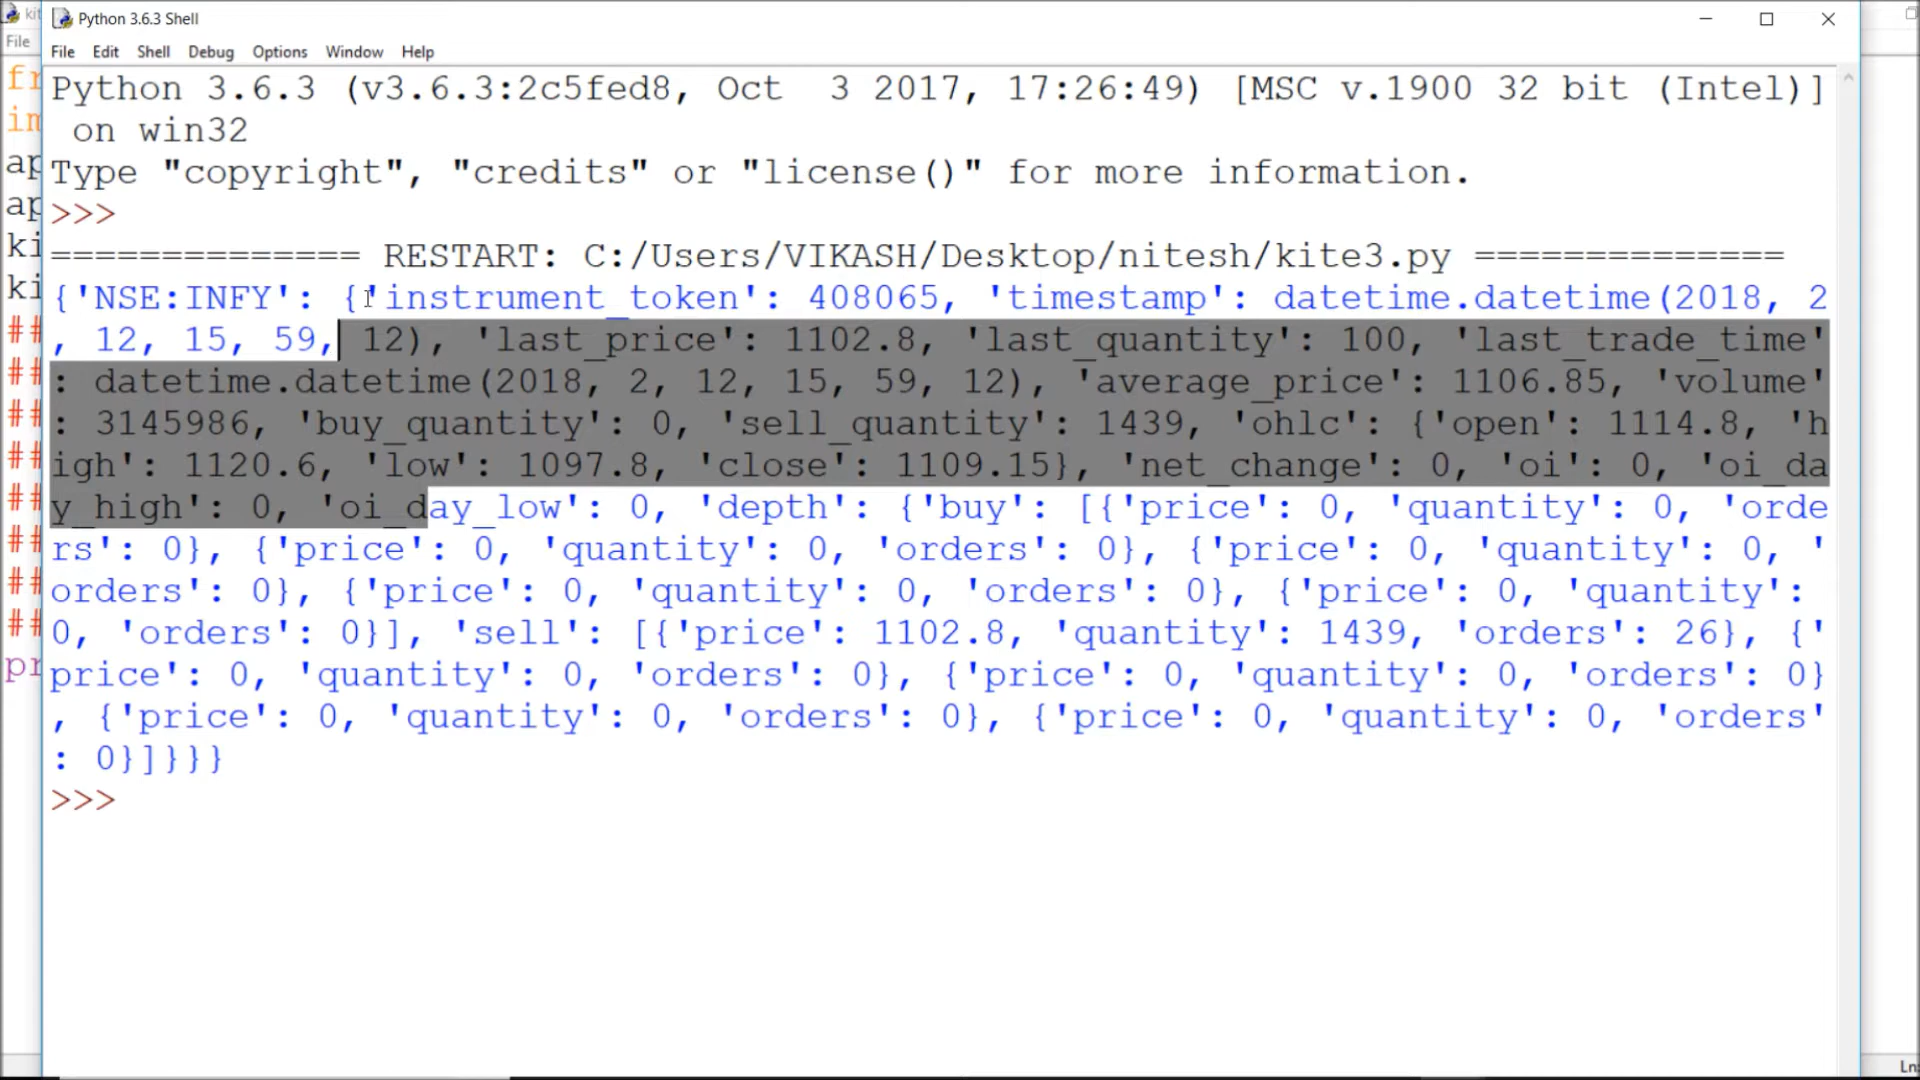 Python 3.6.3 Shell
File Edit Shell Debug Options Window Help
Python 3.6.3 (v3.6.3:2c5fed8, Oct  3 2017, 17:26:49) [MSC v.1900 32 bit (Intel)]
on win32
Type "copyright", "credits" or "license()" for more information.
>>>
============== RESTART: C:/Users/VIKASH/Desktop/nitesh/kite3.py ==============
{'NSE:INFY': {'instrument_token': 408065, 'timestamp': datetime.datetime(2018, 2
, 12, 15, 59, 12), 'last_price': 1102.8, 'last_quantity': 100, 'last_trade_time'
: datetime.datetime(2018, 2, 12, 15, 59, 12), 'average_price': 1106.85, 'volume'
: 3145986, 'buy_quantity': 0, 'sell_quantity': 1439, 'ohlc': {'open': 1114.8, 'h
igh': 1120.6, 'low': 1097.8, 'close': 1109.15}, 'net_change': 0, 'oi': 0, 'oi_da
y_high': 0, 'oi_day_low': 0, 'depth': {'buy': [{'price': 0, 'quantity': 0, 'orde
rs': 0}, {'price': 0, 'quantity': 0, 'orders': 0}, {'price': 0, 'quantity': 0, '
orders': 0}, {'price': 0, 'quantity': 0, 'orders': 0}, {'price': 0, 'quantity':
0, 'orders': 0}], 'sell': [{'price': 1102.8, 'quantity': 1439, 'orders': 26}, {'
price': 0, 'quantity': 0, 'orders': 0}, {'price': 0, 'quantity': 0, 'orders': 0}
, {'price': 0, 'quantity': 0, 'orders': 0}, {'price': 0, 'quantity': 0, 'orders'
: 0}]}}}
>>>
File
ki
ki
##
##
##
##
##
##
##
##
pr
Ln